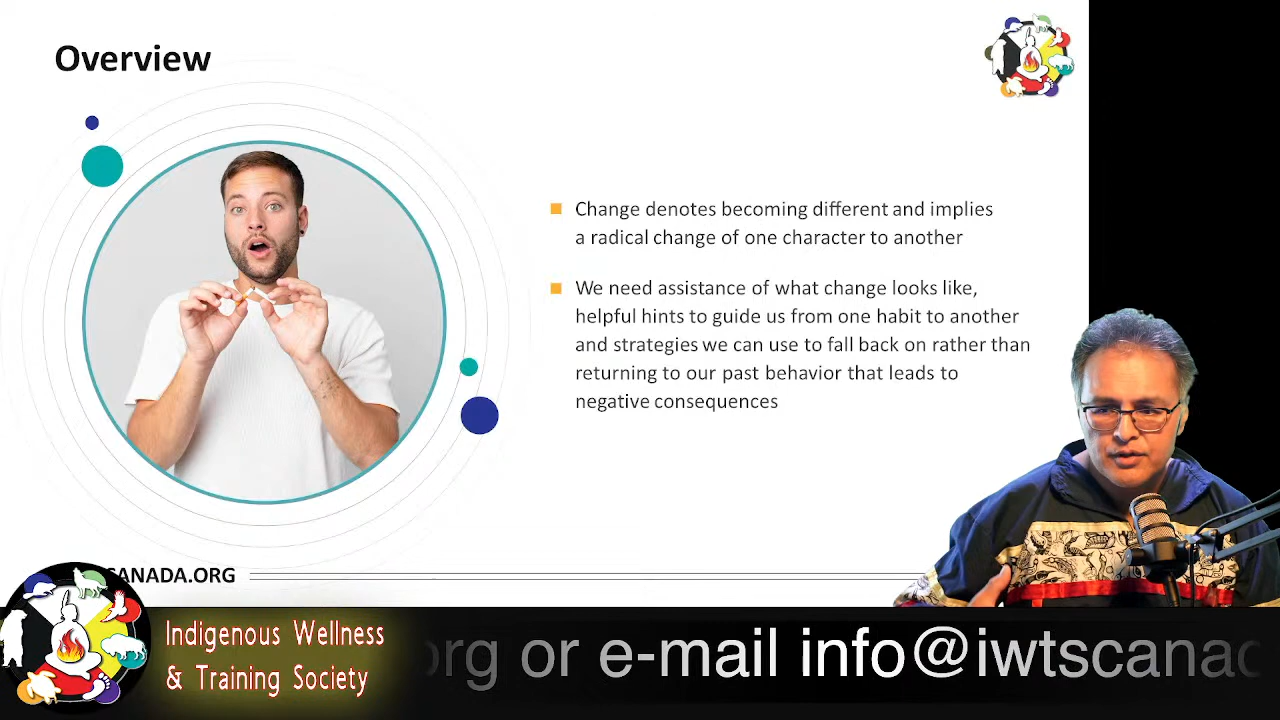 Overview
Change denotes becoming different and implies
a radical change of one character to another
We need assistance of what change looks like,
helpful hints to guide us from one habit to another
and strategies we can use to fall back on rather than
returning to our past behavior that leads to
negative consequences
CANADA.ORG
Indigenous Wellness
& Training Society
org or e-mail info@iwtscanac